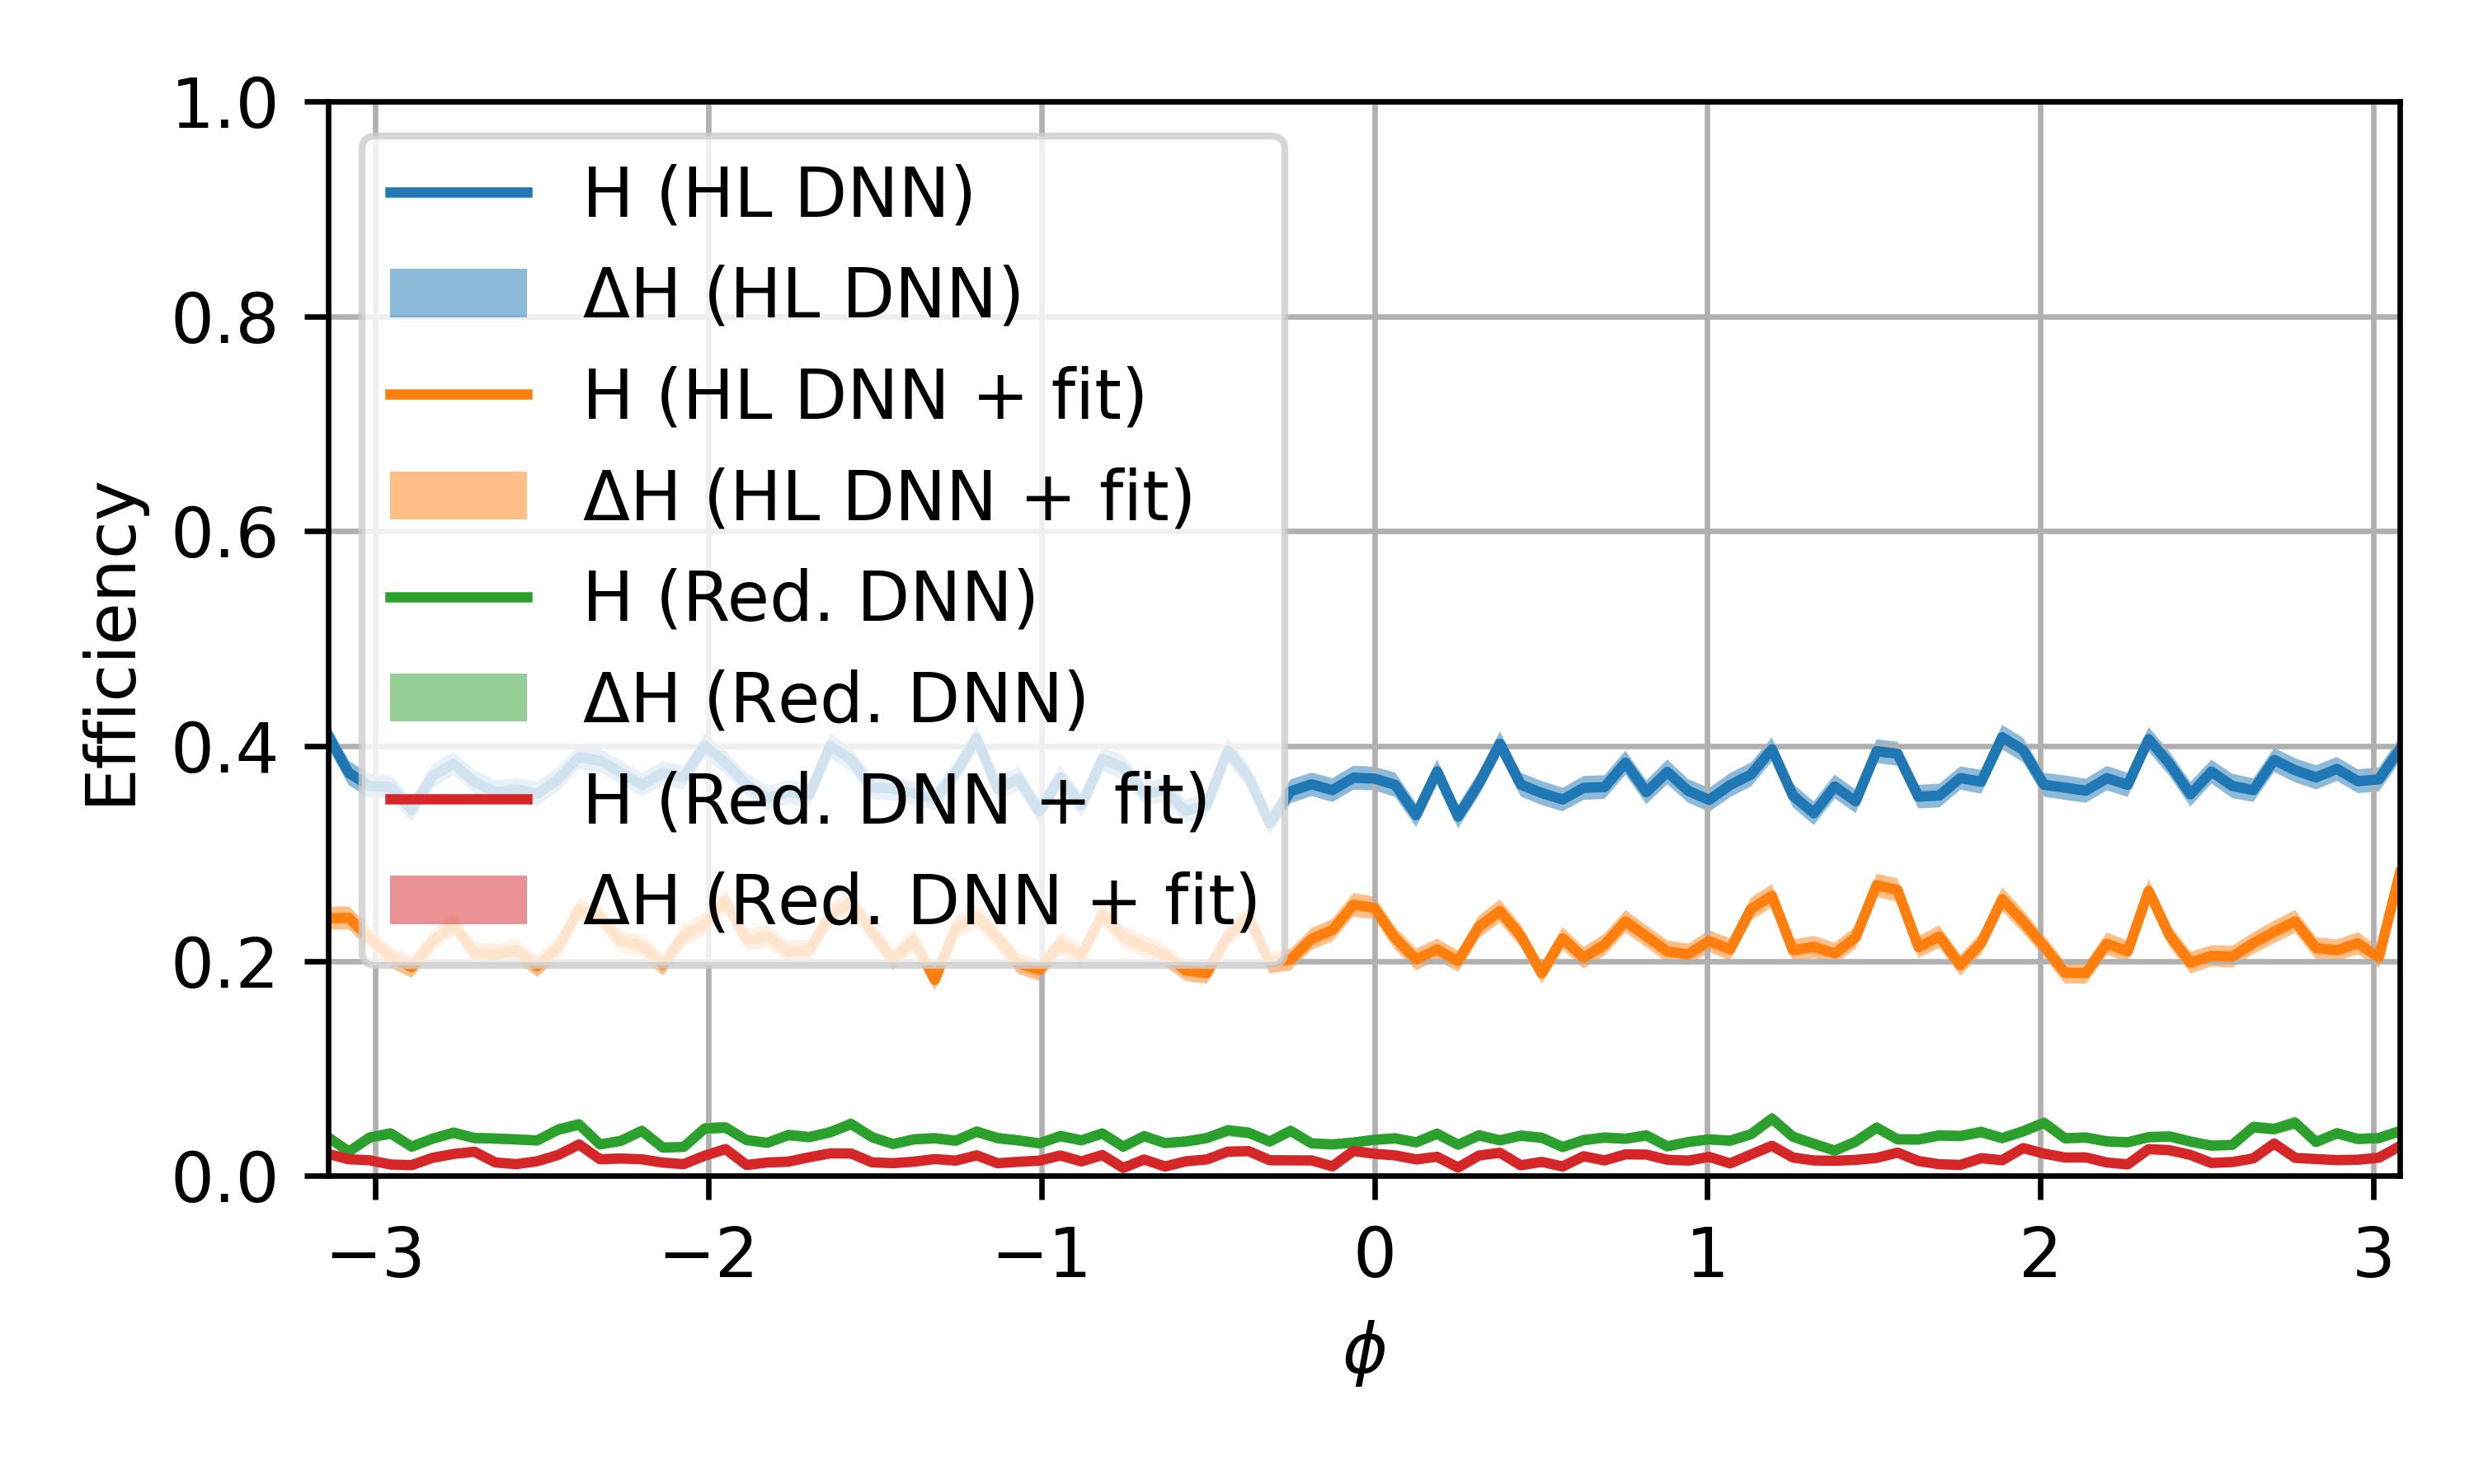 1.0
0.8
0.6
0.4
0.2
0.0
Efficiency
H (HL DNN)
ΔH (HL DNN)
H (HL DNN + fit)
ΔH (HL DNN + fit)
H (Red. DNN)
ΔH (Red. DNN)
H (Red. DNN + fit)
ΔH (Red. DNN + fit)
−3 −2 −1 0 1 2 3
ϕ